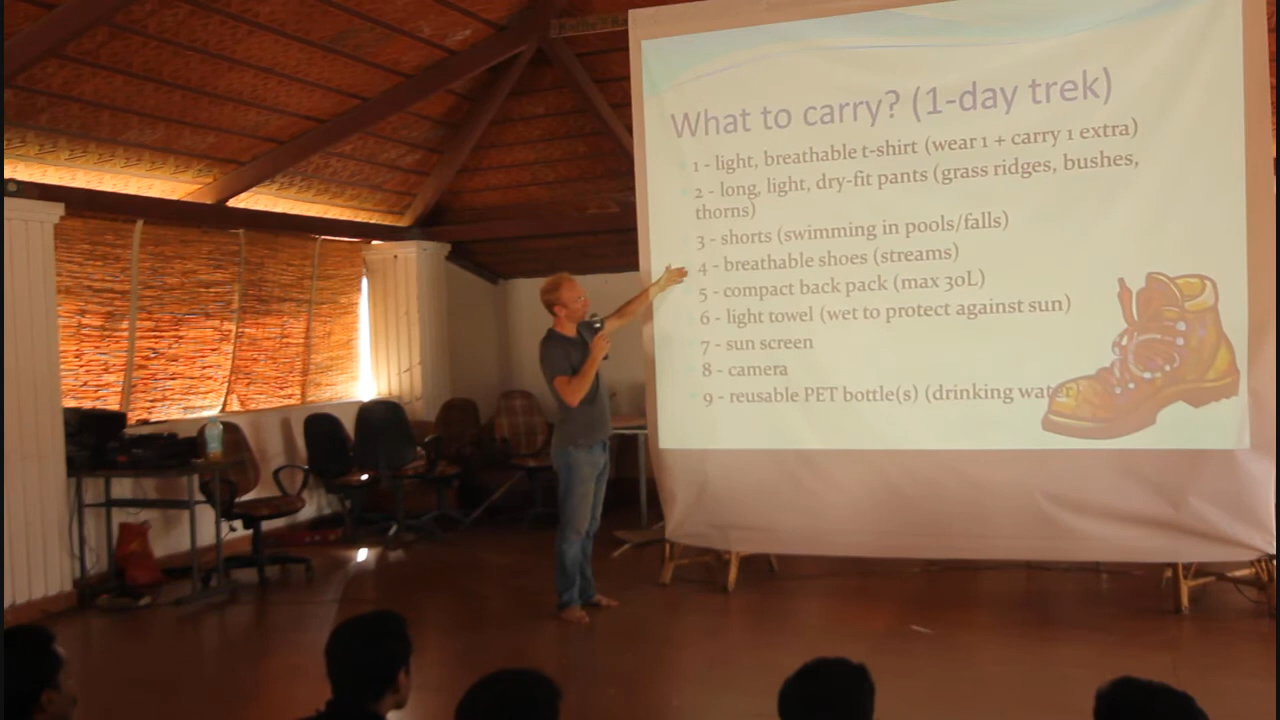 What to carry? (1-day trek)
1 - light, breathable t-shirt (wear 1 + carry 1 extra)
2 - long, light, dry-fit pants (grass ridges, bushes,
thorns)
3 - shorts (swimming in pools/falls)
4 - breathable shoes (streams)
5 - compact back pack (max 30L)
6 - light towel (wet to protect against sun)
7 - sun screen
8 - camera
9 - reusable PET bottle(s) (drinking water)